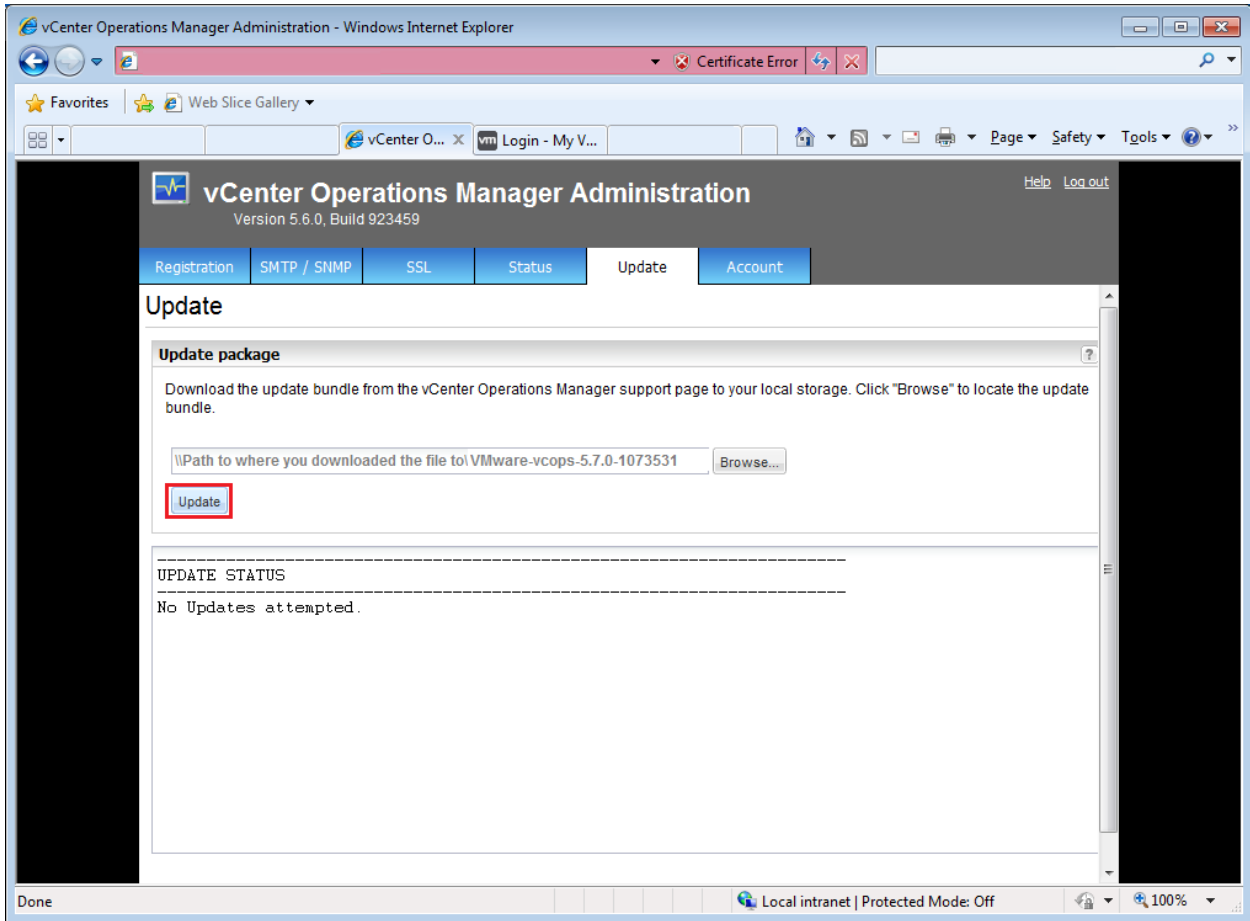 vCenter Operations Manager Administration - Windows Internet Explorer
Certificate Error
Favorites Web Slice Gallery
vCenter O... X vm Login - My V... Page Safety Tools »
vCenter Operations Manager Administration
Help Log out
Version 5.6.0, Build 923459
Registration SMTP / SNMP SSL Status Update Account
Update
Update package ?
Download the update bundle from the vCenter Operations Manager support page to your local storage. Click "Browse" to locate the update
bundle.
\\Path to where you downloaded the file to\VMware-vcops-5.7.0-1073531 Browse...
Update
------------------------------------------------------------------------
UPDATE STATUS
------------------------------------------------------------------------
No Updates attempted.
Done Local intranet | Protected Mode: Off 100%